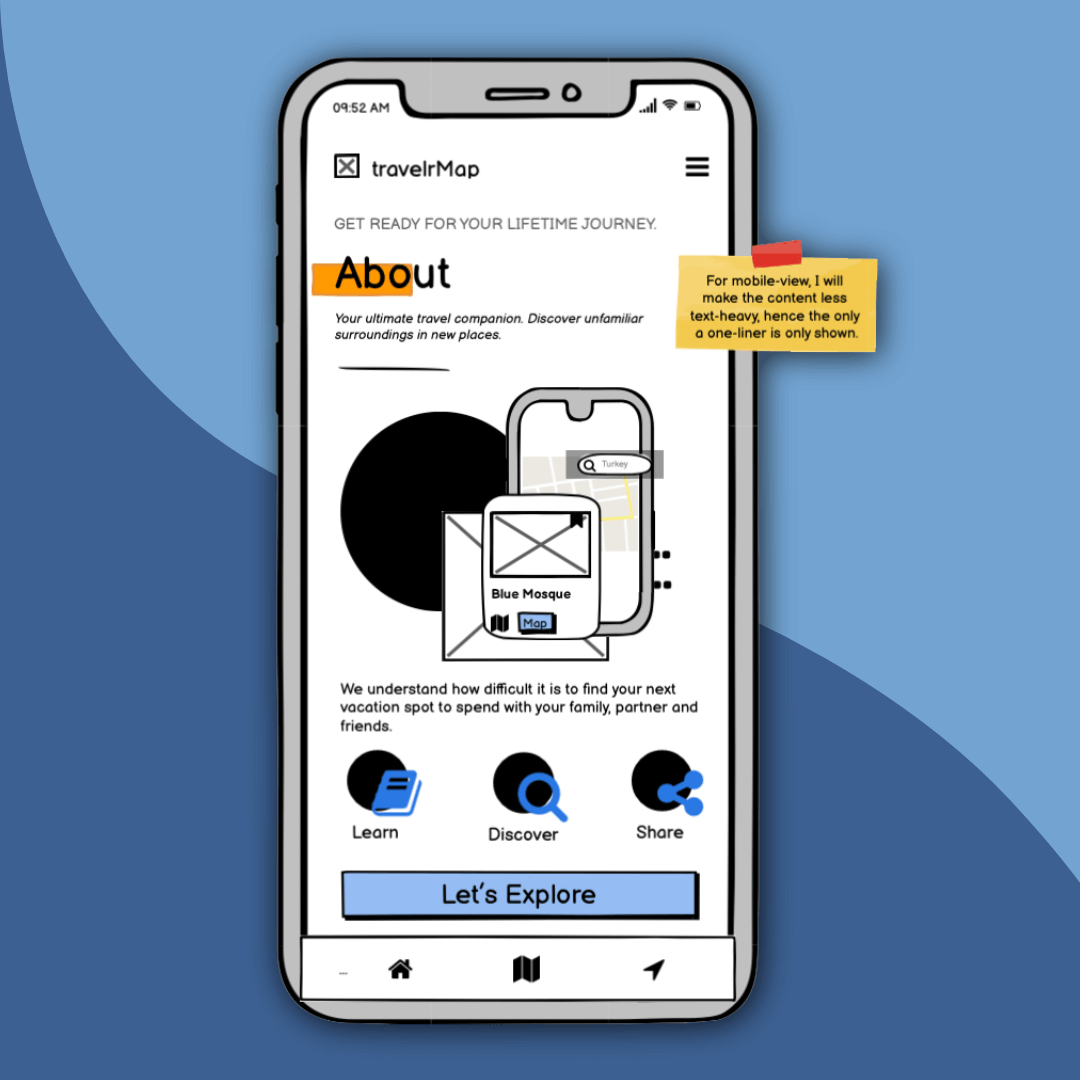 09:52 AM
travelrMap
GET READY FOR YOUR LIFETIME JOURNEY.
About
For mobile-view, I will
make the content less
text-heavy, hence the only
a one-liner is only shown.
Your ultimate travel companion. Discover unfamiliar
surroundings in new places.
Turkey
Blue Mosque
Map
We understand how difficult it is to find your next
vacation spot to spend with your family, partner and
friends.
Learn
Discover
Share
Let's Explore
...